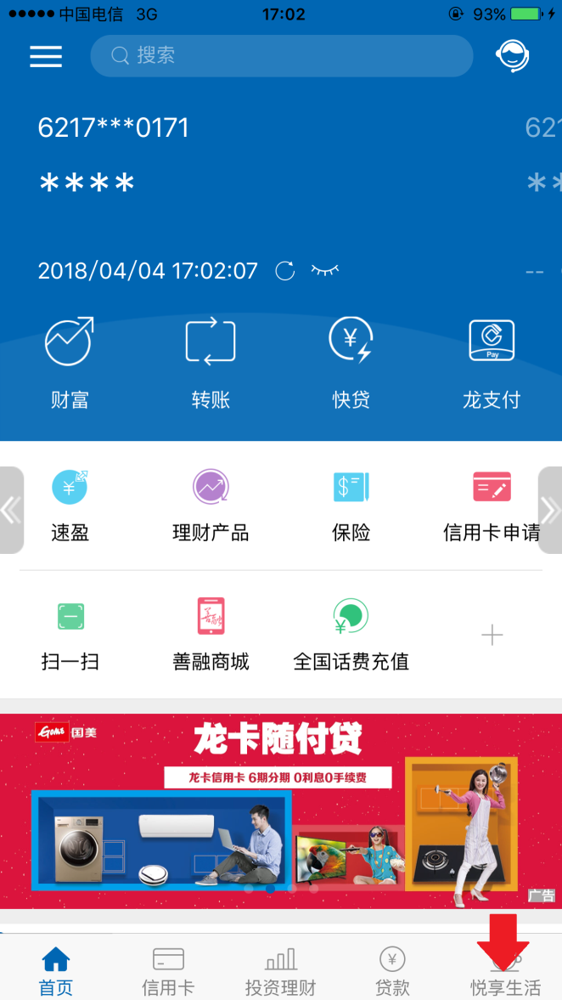 中国电信 3G 17:02 93%
搜索
6217***0171 621
**** **
2018/04/04 17:02:07 --
¥ Pay
财富 转账 快贷 龙支付
¥ $
速盈 理财产品 保险 信用卡申请
善融 ¥
扫一扫 善融商城 全国话费充值
GOME 国美 龙卡随付贷
龙卡信用卡 6期分期 0利息0手续费
广告
¥
首页 信用卡 投资理财 贷款 悦享生活